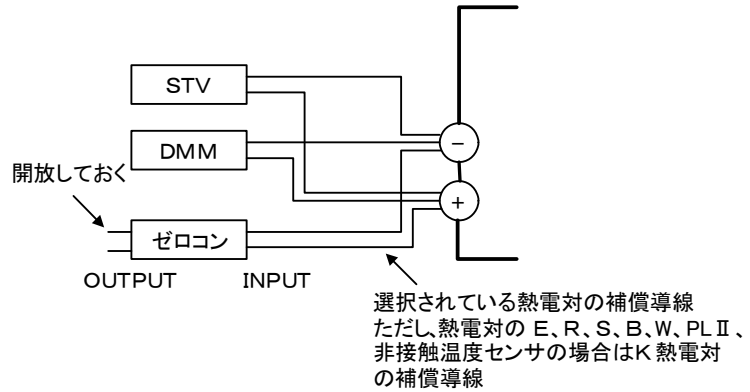 STV
－
DMM
開放しておく
＋
ゼロコン
OUTPUT INPUT
選択されている熱電対の補償導線
ただし、熱電対の E、R、S、B、W、PLⅡ、
非接触温度センサの場合はK 熱電対
の補償導線